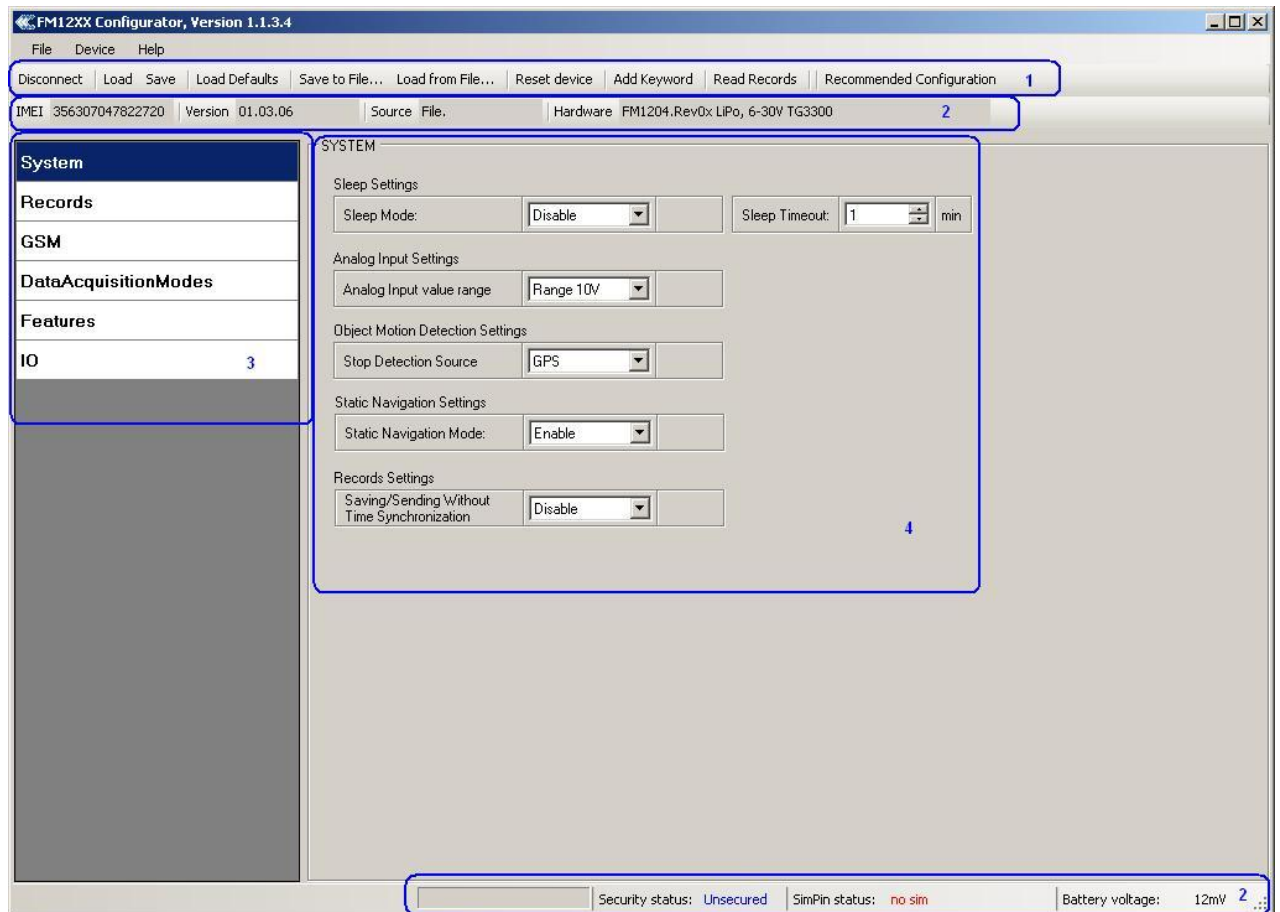 FM12XX Configurator, Version 1.1.3.4
File Device Help
Disconnect Load Save Load Defaults Save to File... Load from File... Reset device Add Keyword Read Records Recommended Configuration 1
IMEI 356307047822720 Version 01.03.06 Source File. Hardware FM1204.Rev0x LiPo, 6-30V TG3300 2
System
Records
GSM
DataAcquisitionModes
Features
IO 3
SYSTEM
Sleep Settings
Sleep Mode: Disable Sleep Timeout: 1 min
Analog Input Settings
Analog Input value range Range 10V
Object Motion Detection Settings
Stop Detection Source GPS
Static Navigation Settings
Static Navigation Mode: Enable
Records Settings
Saving/Sending Without
Time Synchronization Disable
4
Security status: Unsecured SimPin status: no sim Battery voltage: 12mV 2